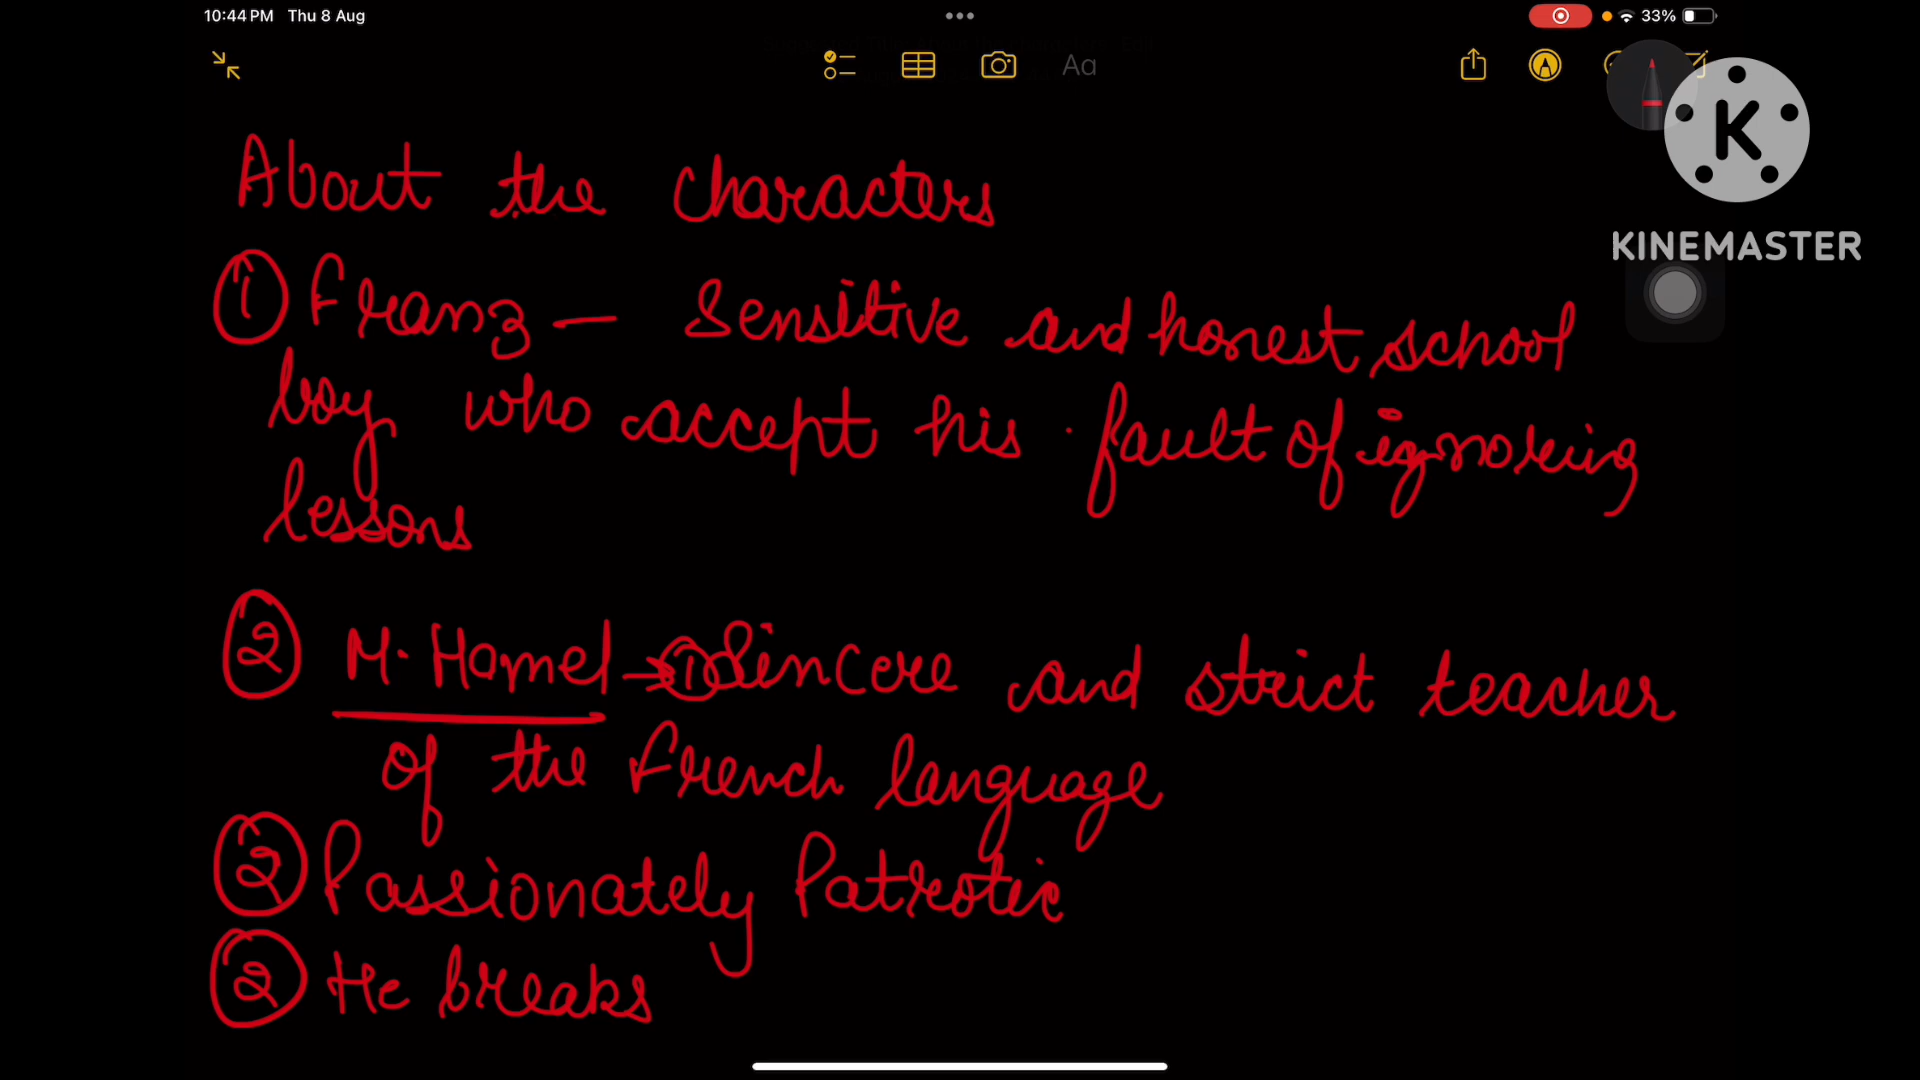 10:44 PM Thu 8 Aug
33%
Aa
KINEMASTER
About the characters
① Franz — Sensitive and honest school
boy who accept his fault of ignoreing
lessons
② M. Hamel → ① Sincere and strict teacher
of the French language
② Passionately Patriotic
② He breaks